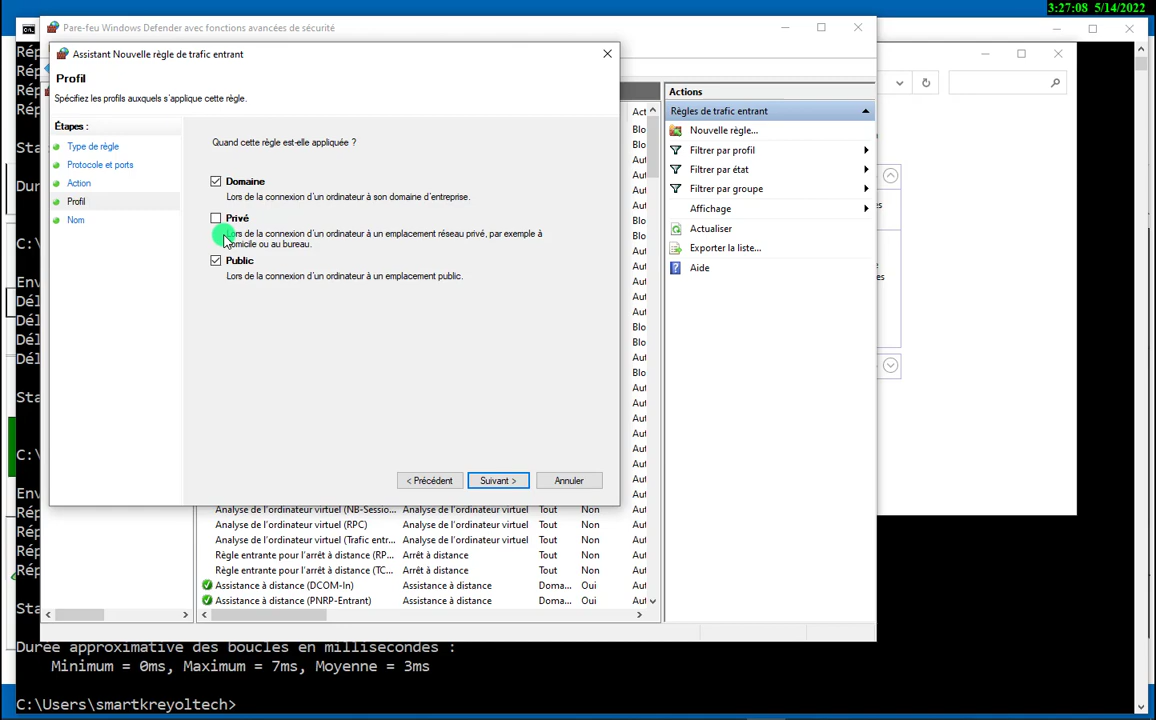 3:27:08 5/14/2022
Pare-feu Windows Defender avec fonctions avancées de sécurité
Assistant Nouvelle règle de trafic entrant
Profil
Spécifiez les profils auxquels s'applique cette règle.
Étapes :
Type de règle
Protocole et ports
Action
Profil
Nom
Quand cette règle est-elle appliquée ?
Domaine
Lors de la connexion d'un ordinateur à son domaine d'entreprise.
Privé
Lors de la connexion d'un ordinateur à un emplacement réseau privé, par exemple à
domicile ou au bureau.
Public
Lors de la connexion d'un ordinateur à un emplacement public.
< Précédent
Suivant >
Annuler
Actions
Règles de trafic entrant
Nouvelle règle...
Filtrer par profil
Filtrer par état
Filtrer par groupe
Affichage
Actualiser
Exporter la liste...
Aide
Analyse de l'ordinateur virtuel (NB-Sessio... Analyse de l'ordinateur virtuel Tout Non
Analyse de l'ordinateur virtuel (RPC) Analyse de l'ordinateur virtuel Tout Non Aut
Analyse de l'ordinateur virtuel (Trafic entr... Analyse de l'ordinateur virtuel Tout Non Aut
Règle entrante pour l'arrêt à distance (RP... Arrêt à distance Tout Non Aut
Règle entrante pour l'arrêt à distance (TC... Arrêt à distance Tout Non Aut
Assistance à distance (DCOM-In) Assistance à distance Doma... Oui Aut
Assistance à distance (PNRP-Entrant) Assistance à distance Doma... Oui Aut
Durée approximative des boucles en millisecondes :
Minimum = 0ms, Maximum = 7ms, Moyenne = 3ms
C:\Users\smartkreyoltech>